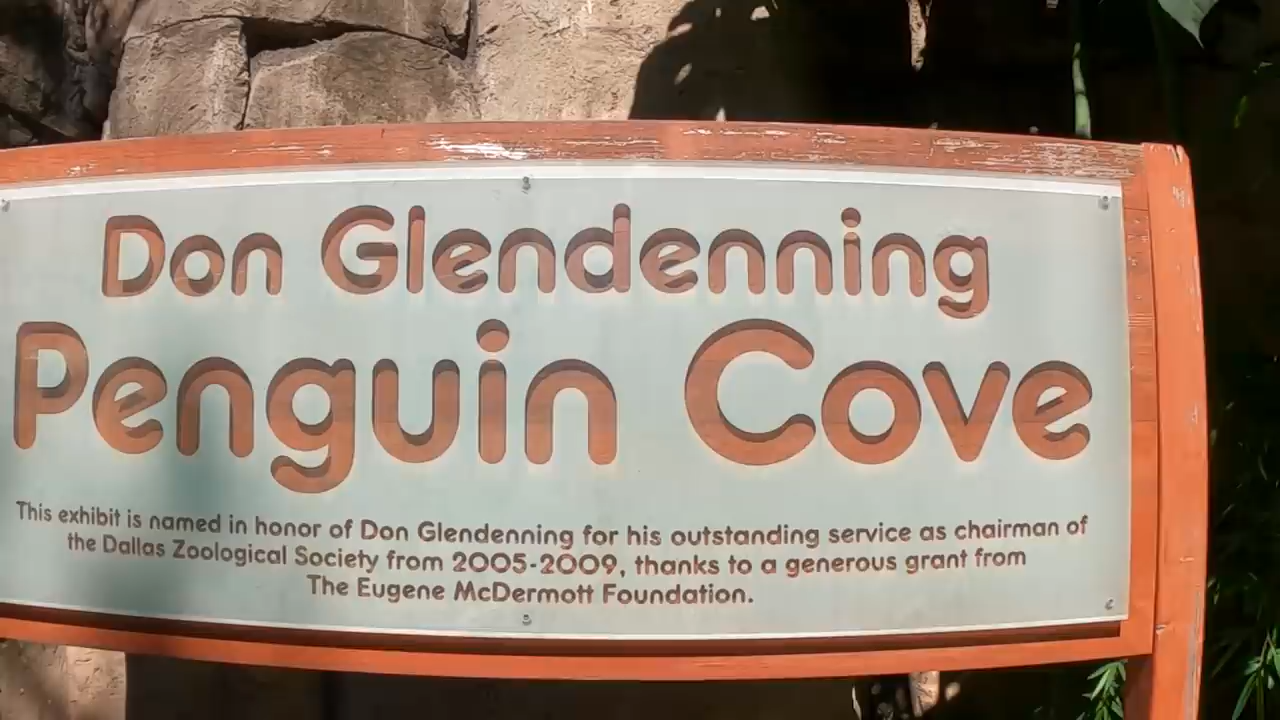 Don Glendenning
Penguin Cove
This exhibit is named in honor of Don Glendenning for his outstanding service as chairman of
the Dallas Zoological Society from 2005-2009, thanks to a generous grant from
The Eugene McDermott Foundation.